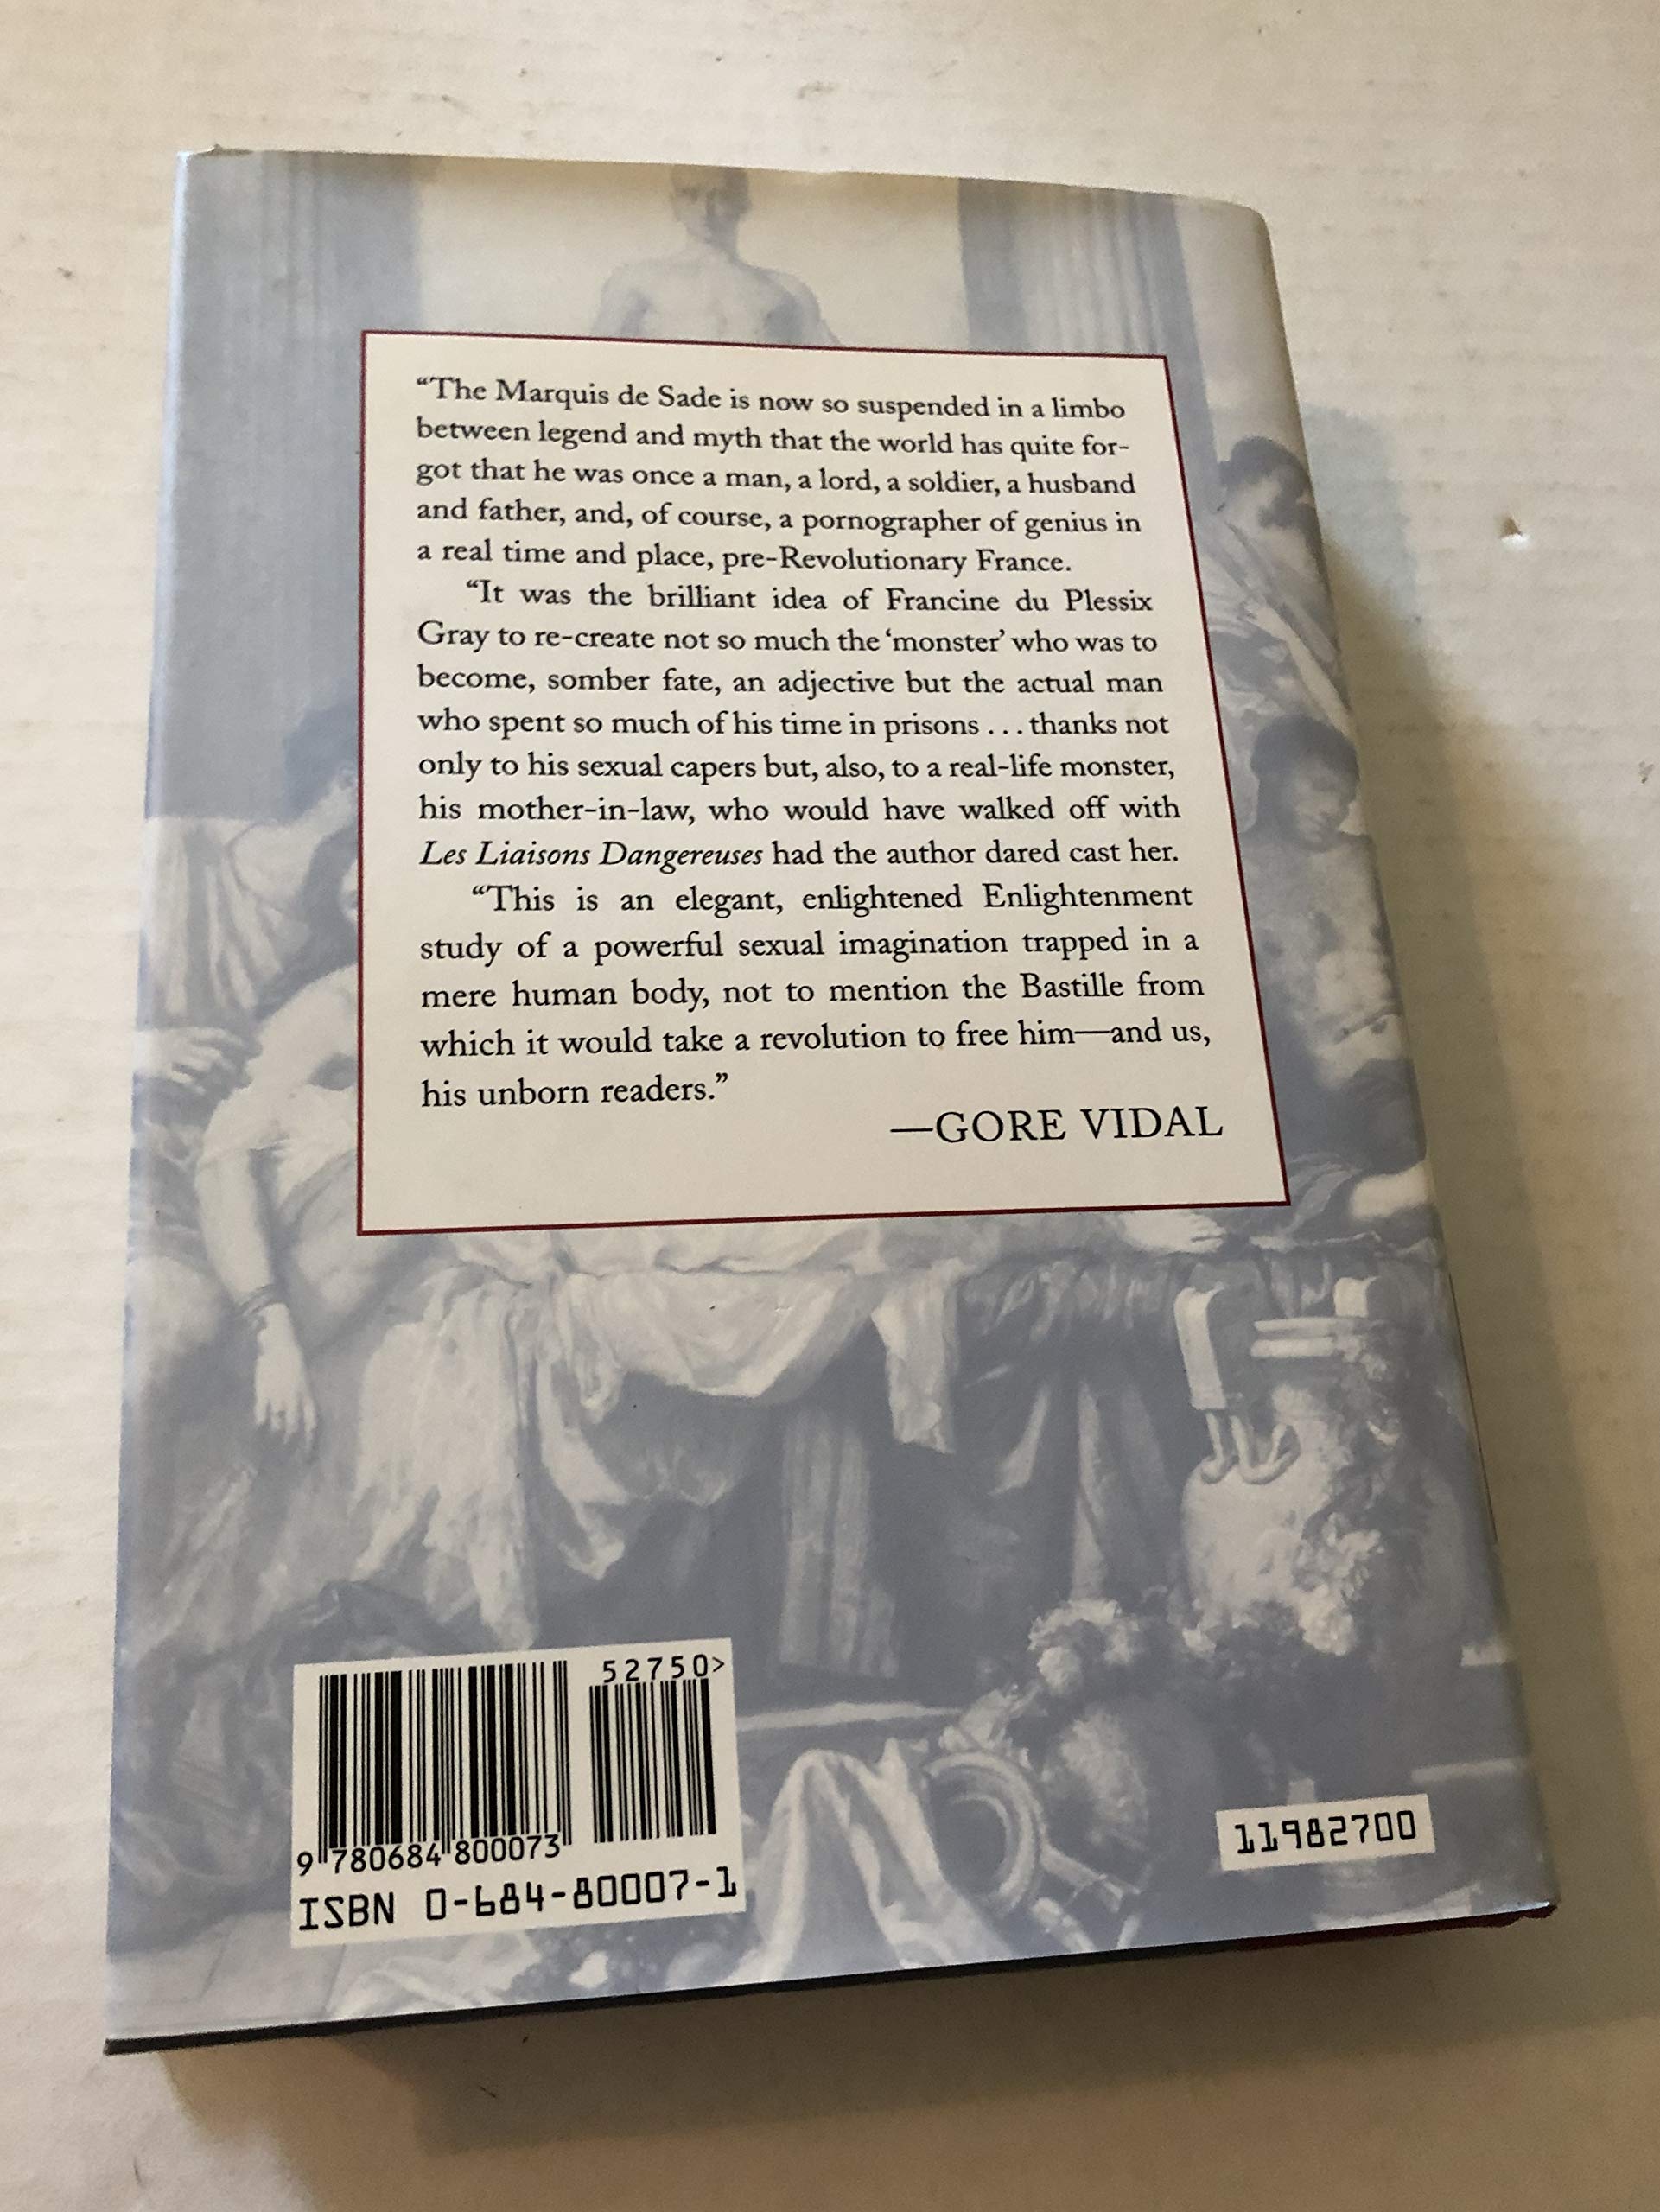 “The Marquis de Sade is now so suspended in a limbo
between legend and myth that the world has quite for-
got that he was once a man, a lord, a soldier, a husband
and father, and, of course, a pornographer of genius in
a real time and place, pre-Revolutionary France.
“It was the brilliant idea of Francine du Plessix
Gray to re-create not so much the ‘monster’ who was to
become, somber fate, an adjective but the actual man
who spent so much of his time in prisons . . . thanks not
only to his sexual capers but, also, to a real-life monster,
his mother-in-law, who would have walked off with
Les Liaisons Dangereuses had the author dared cast her.
“This is an elegant, enlightened Enlightenment
study of a powerful sexual imagination trapped in a
mere human body, not to mention the Bastille from
which it would take a revolution to free him—and us,
his unborn readers.”
—GORE VIDAL
52750>
9 780684 800073
ISBN 0-684-80007-1
11982700